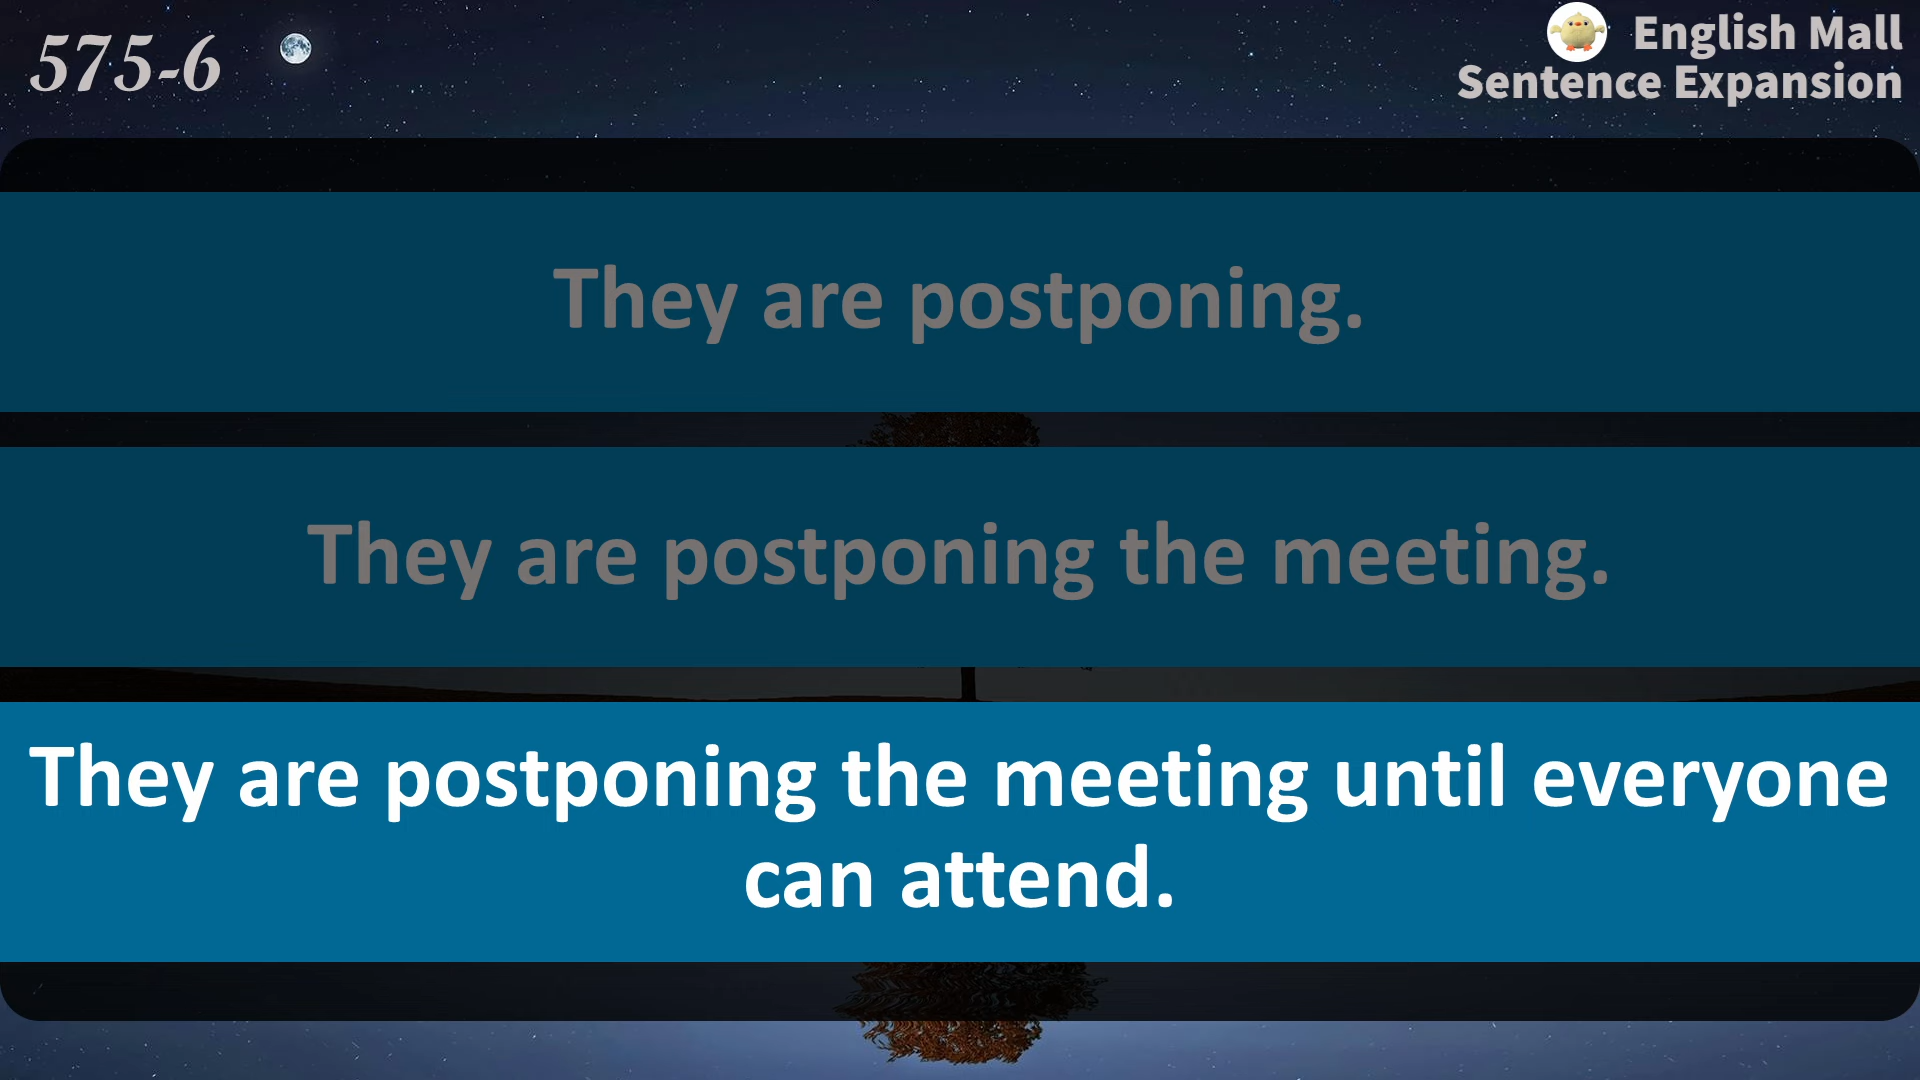 575-6
English Mall
Sentence Expansion
They are postponing.
They are postponing the meeting.
They are postponing the meeting until everyone
can attend.